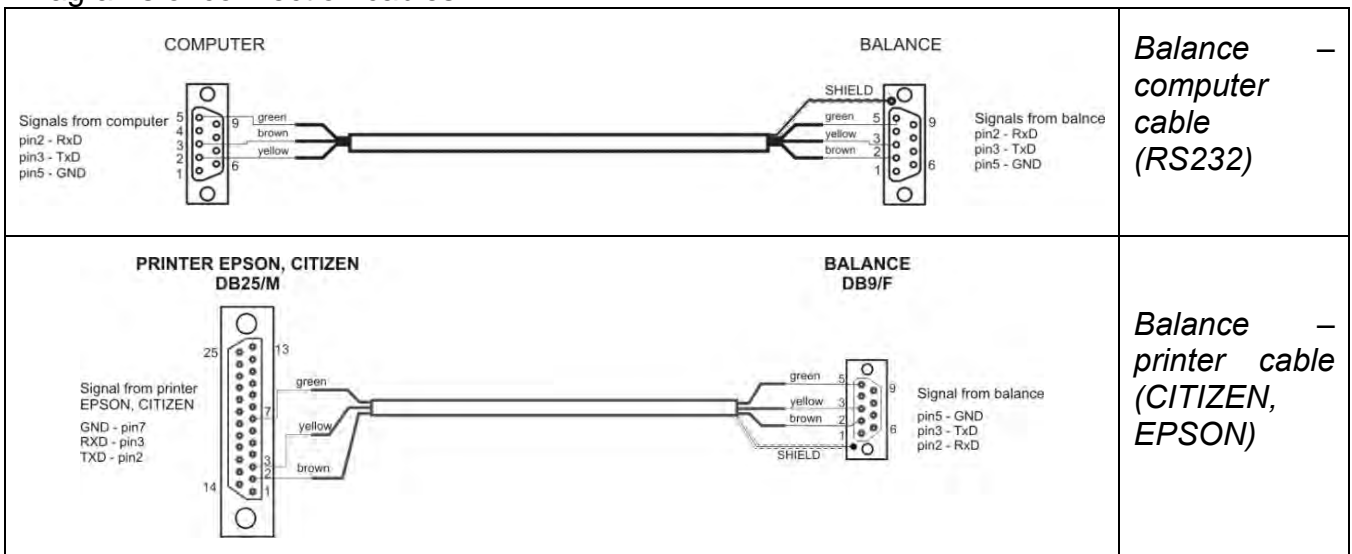 COMPUTER
BALANCE
SHIELD
Signals from computer
pin2 - RxD
pin3 - TxD
pin5 - GND
5
4
3
2
1
9
6
green
brown
yellow
green
yellow
brown
5
3
2
1
9
6
Signals from balnce
pin2 - RxD
pin3 - TxD
pin5 - GND
Balance –
computer
cable
(RS232)
PRINTER EPSON, CITIZEN
DB25/M
BALANCE
DB9/F
25
13
14
7
3
2
1
Signal from printer
EPSON, CITIZEN
GND - pin7
RXD - pin3
TXD - pin2
green
yellow
brown
green
yellow
brown
SHIELD
5
3
2
1
9
6
Signal from balance
pin5 - GND
pin3 - TxD
pin2 - RxD
Balance –
printer cable
(CITIZEN,
EPSON)